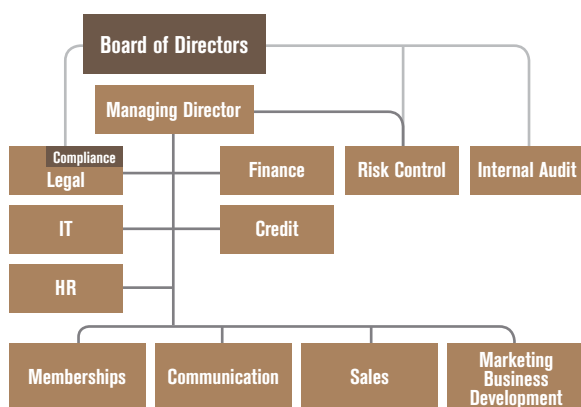 Board of Directors
Managing Director
Compliance
Legal
Finance
Risk Control
Internal Audit
IT
Credit
HR
Memberships
Communication
Sales
Marketing
Business
Development